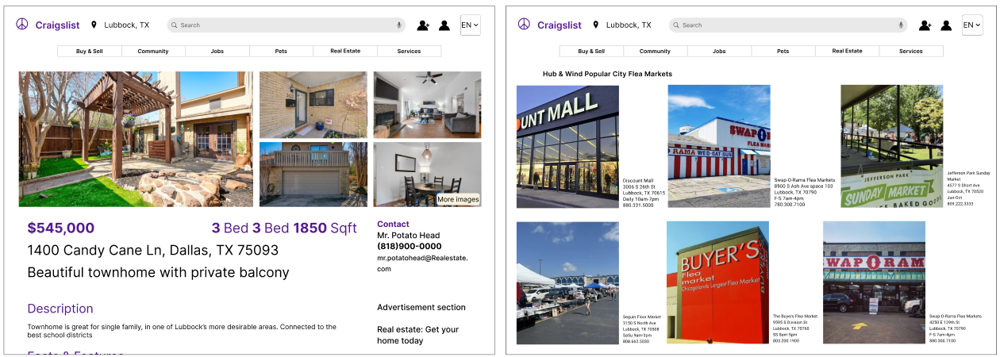 Craigslist
Lubbock, TX
Search
EN
Buy & Sell
Community
Jobs
Pets
Real Estate
Services
More images
$545,000
3 Bed 3 Bed 1850 Sqft
1400 Candy Cane Ln, Dallas, TX 75093
Beautiful townhome with private balcony
Contact
Mr. Potato Head
(818)900-0000
mr.potatohead@Realestate.
com
Description
Townhome is great for single family, in one of Lubbock's more desirable areas. Connected to the
best school districts
Advertisement section
Real estate: Get your
home today
Facts & Features
Craigslist
Lubbock, TX
Search
EN
Buy & Sell
Community
Jobs
Pets
Real Estate
Services
Hub & Wind Popular City Flea Markets
OUNT MALL
Discount Mall
3006 S 26th St
Lubbock, TX 70615
Daily 10am-7pm
880.331.5000
SWAP-O-R
FLEA MAR
RAMA WED-SAT-SUN
Swap-O-Rama Flea Markets
8900 S Ash Ave space 103
Lubbock, TX 70790
F-S 7am-4pm
780.300.7100
JEFFERSON PARK
SUNDAY MARKET
BAKED GOODS
Jefferson Park Sunday
Market
4577 S Short Ave
Lubbock, TX 70520
Jun-Oct
809.222.3333
Seguin Floor Market
3150 S North Ave
Lubbock, TX 70508
SaSu 9am-3pm
808.662.5030
BUYER'S
Flea
market
Chicagolands Largest Flea Market
The Buyers Flea Market
9595 S Division St
Lubbock, TX 70760
SS 8am-5pm
803.200.1900
SWAP O RAM
Swap-O-Rama Flea Markets
4250 E 129th St
Lubbock, TX 70790
F-S 7am-4pm
880.300.7100